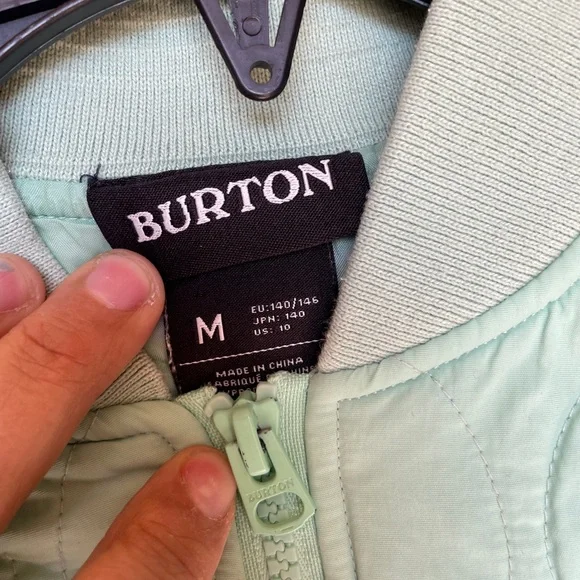 BURTON
M
EU: 140/146
JPN: 140
US: 10
MADE IN CHINA
BURTON